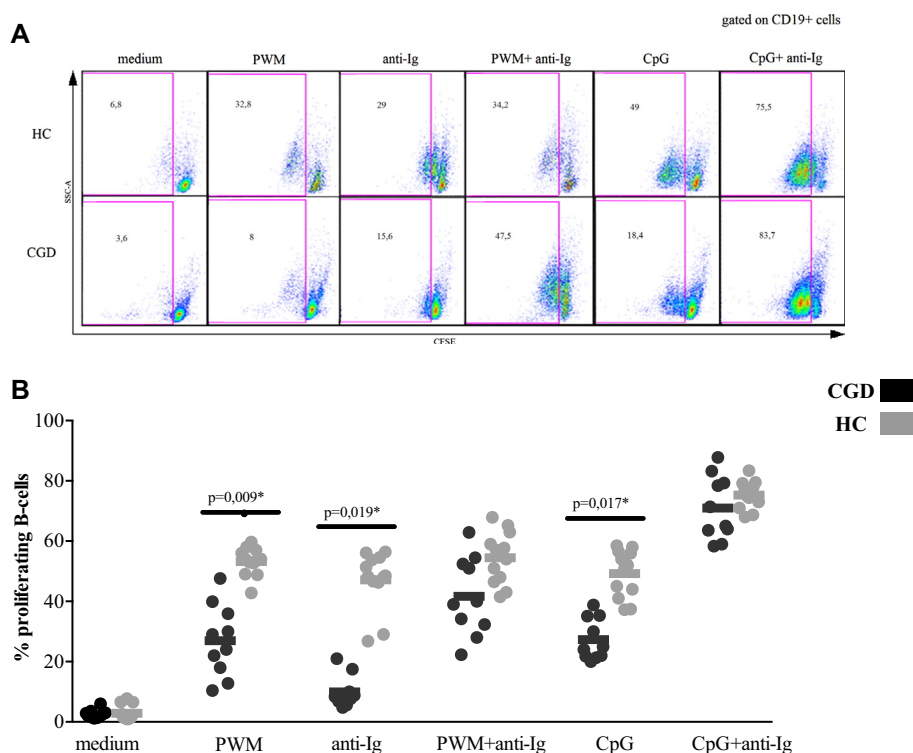 gated on CD19+ cells
A
medium PWM anti-Ig PWM+ anti-Ig CpG CpG+ anti-Ig
HC 6,8 32,8 29 34,2 49 75,5
SSC-A
CGD 3,6 8 15,6 47,5 18,4 83,7
CFSE
B
CGD
HC
% proliferating B-cells
100
80
60
40
20
0
p=0,009*
p=0,019*
p=0,017*
medium PWM anti-Ig PWM+anti-Ig CpG CpG+anti-Ig